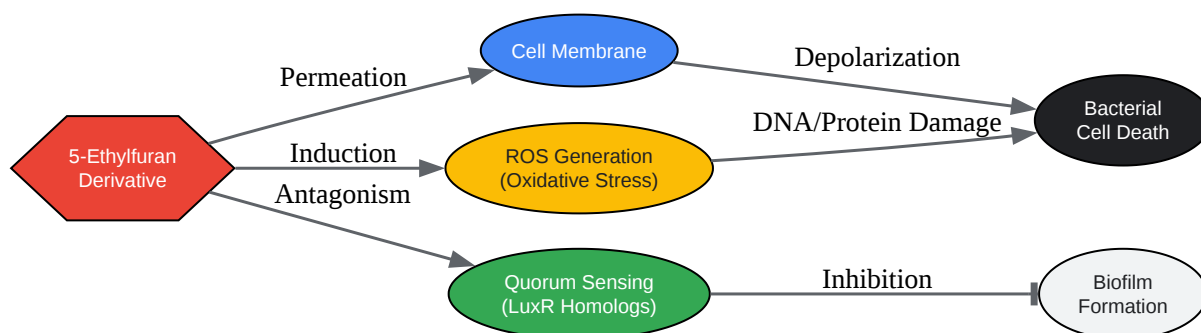 Cell Membrane
Depolarization
Permeation
Bacterial
Cell Death
DNA/Protein Damage
5-Ethylfuran
Derivative
Induction
ROS Generation
(Oxidative Stress)
Antagonism
Quorum Sensing
(LuxR Homologs)
Inhibition
Biofilm
Formation